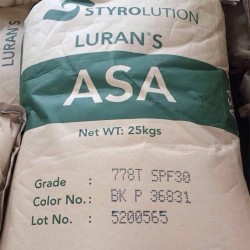 STYROLUTION
LURAN'S
ASA
Net WT: 25kgs
Grade : 778T SPF30
Color No.: BK P 36831
Lot No. : 5200565